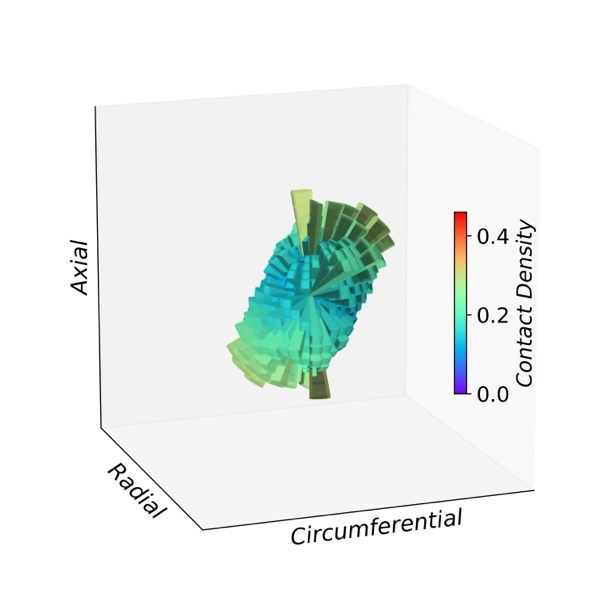 Axial
Radial
Circumferential
0.4
0.2
0.0
Contact Density